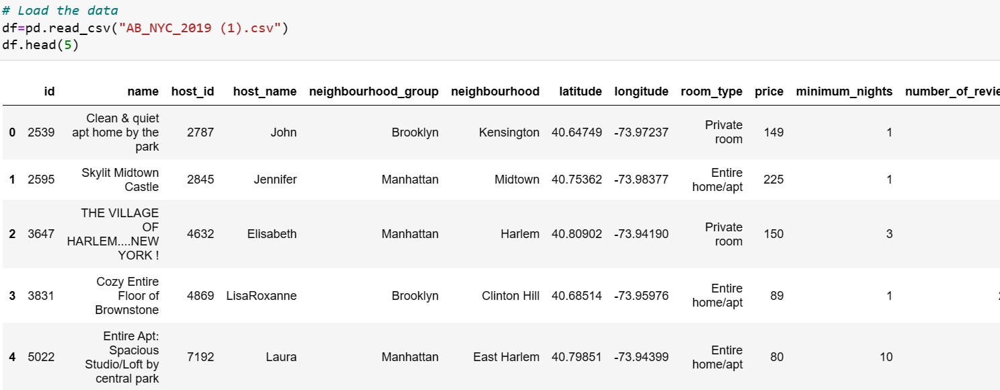 # Load the data
df=pd.read_csv("AB_NYC_2019 (1).csv")
df.head(5)
id name host_id host_name neighbourhood_group neighbourhood latitude longitude room_type price minimum_nights number_of_revie
0 2539 Clean & quiet apt home by the park 2787 John Brooklyn Kensington 40.64749 -73.97237 Private room 149 1
1 2595 Skylit Midtown Castle 2845 Jennifer Manhattan Midtown 40.75362 -73.98377 Entire home/apt 225 1
2 3647 THE VILLAGE OF HARLEM....NEW YORK ! 4632 Elisabeth Manhattan Harlem 40.80902 -73.94190 Private room 150 3
3 3831 Cozy Entire Floor of Brownstone 4869 LisaRoxanne Brooklyn Clinton Hill 40.68514 -73.95976 Entire home/apt 89 1
4 5022 Entire Apt: Spacious Studio/Loft by central park 7192 Laura Manhattan East Harlem 40.79851 -73.94399 Entire home/apt 80 10